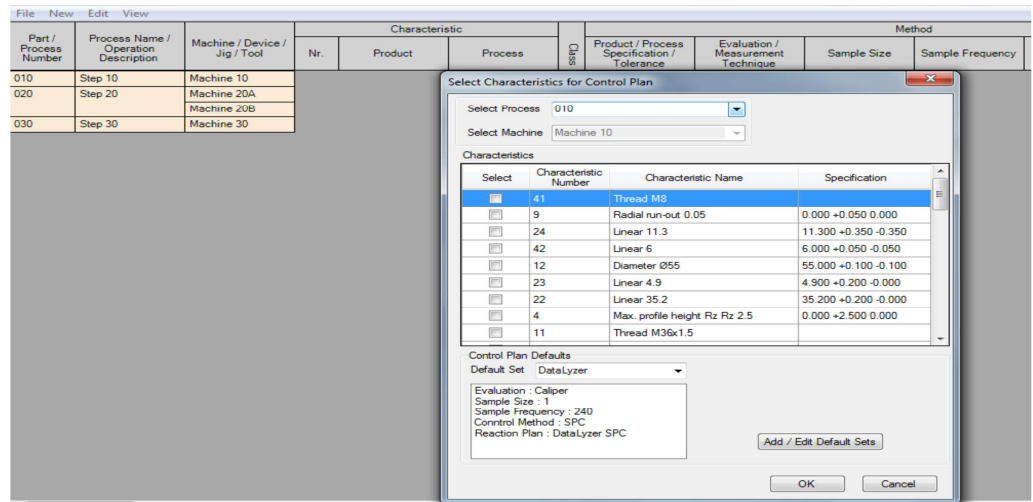 File New Edit View
Part /
Process
Number
Process Name /
Operation
Description
Machine / Device /
Jig / Tool
Characteristic
Nr.
Product
Process
Class
Method
Product / Process
Specification /
Tolerance
Evaluation /
Measurement
Technique
Sample Size
Sample Frequency
010 Step 10 Machine 10
020 Step 20 Machine 20A
Machine 20B
030 Step 30 Machine 30
Select Characteristics for Control Plan
Select Process 010
Select Machine Machine 10
Characteristics
Select
Characteristic
Number
Characteristic Name
Specification
41 Thread M8
9 Radial run-out 0.05 0.000 +0.050 0.000
24 Linear 11.3 11.300 +0.350 -0.350
42 Linear 6 6.000 +0.050 -0.050
12 Diameter Ø55 55.000 +0.100 -0.100
23 Linear 4.9 4.900 +0.200 -0.000
22 Linear 35.2 35.200 +0.200 -0.000
4 Max. profile height Rz Rz 2.5 0.000 +2.500 0.000
11 Thread M36x1.5
Control Plan Defaults
Default Set DataLyzer
Evaluation : Caliper
Sample Size : 1
Sample Frequency : 240
Conntrol Method : SPC
Reaction Plan : DataLyzer SPC
Add / Edit Default Sets
OK Cancel